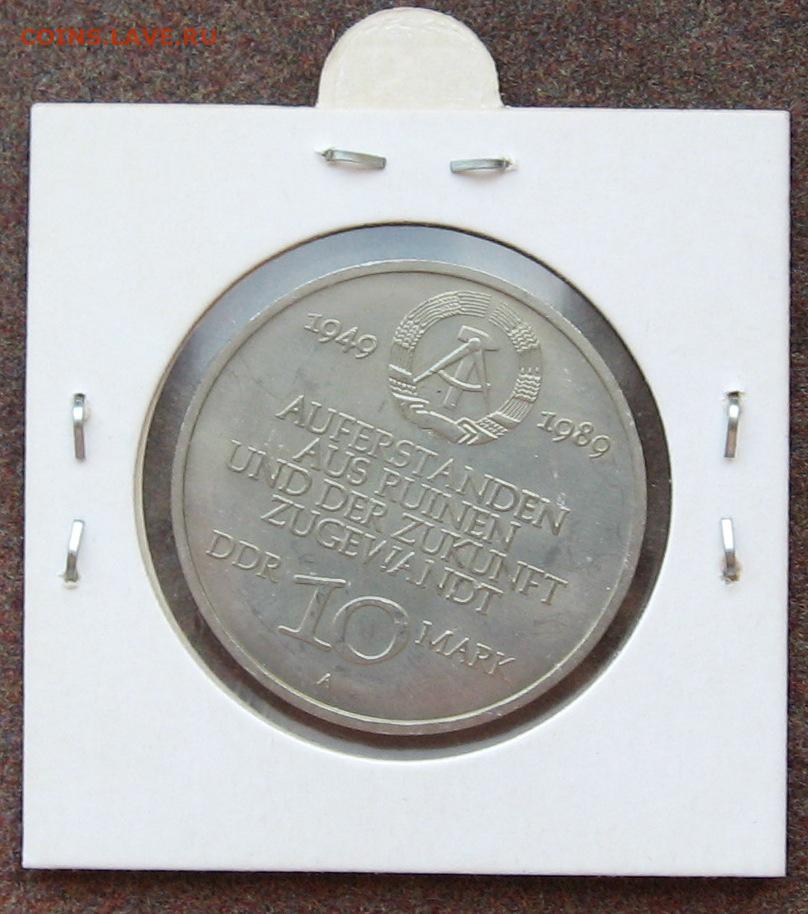 COINS.LAVE.RU
1949
1989
AUFERSTANDEN
AUS RUINEN
UND DER ZUKUNFT
ZUGEWANDT
DDR 10 MARK
A